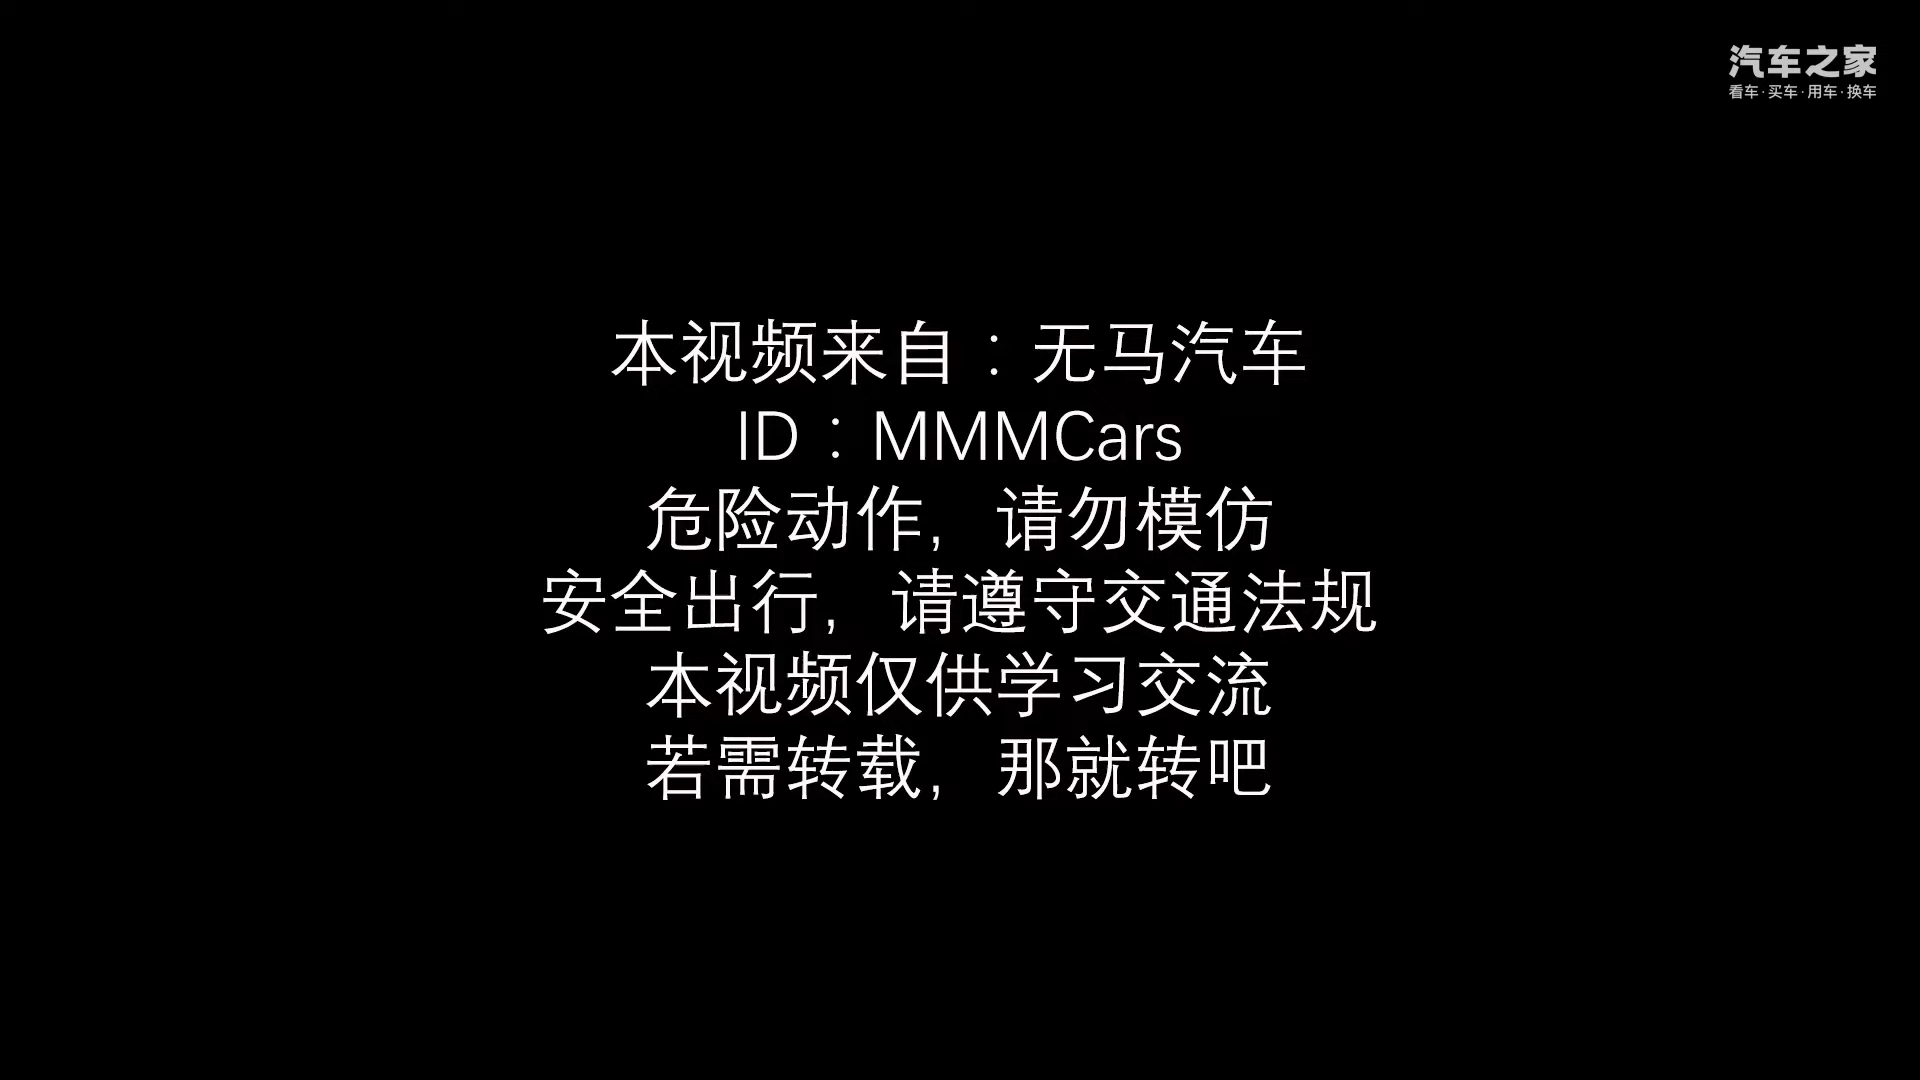 汽车之家
看车·买车·用车·换车
本视频来自：无马汽车
ID：MMMCars
危险动作，请勿模仿
安全出行，请遵守交通法规
本视频仅供学习交流
若需转载，那就转吧